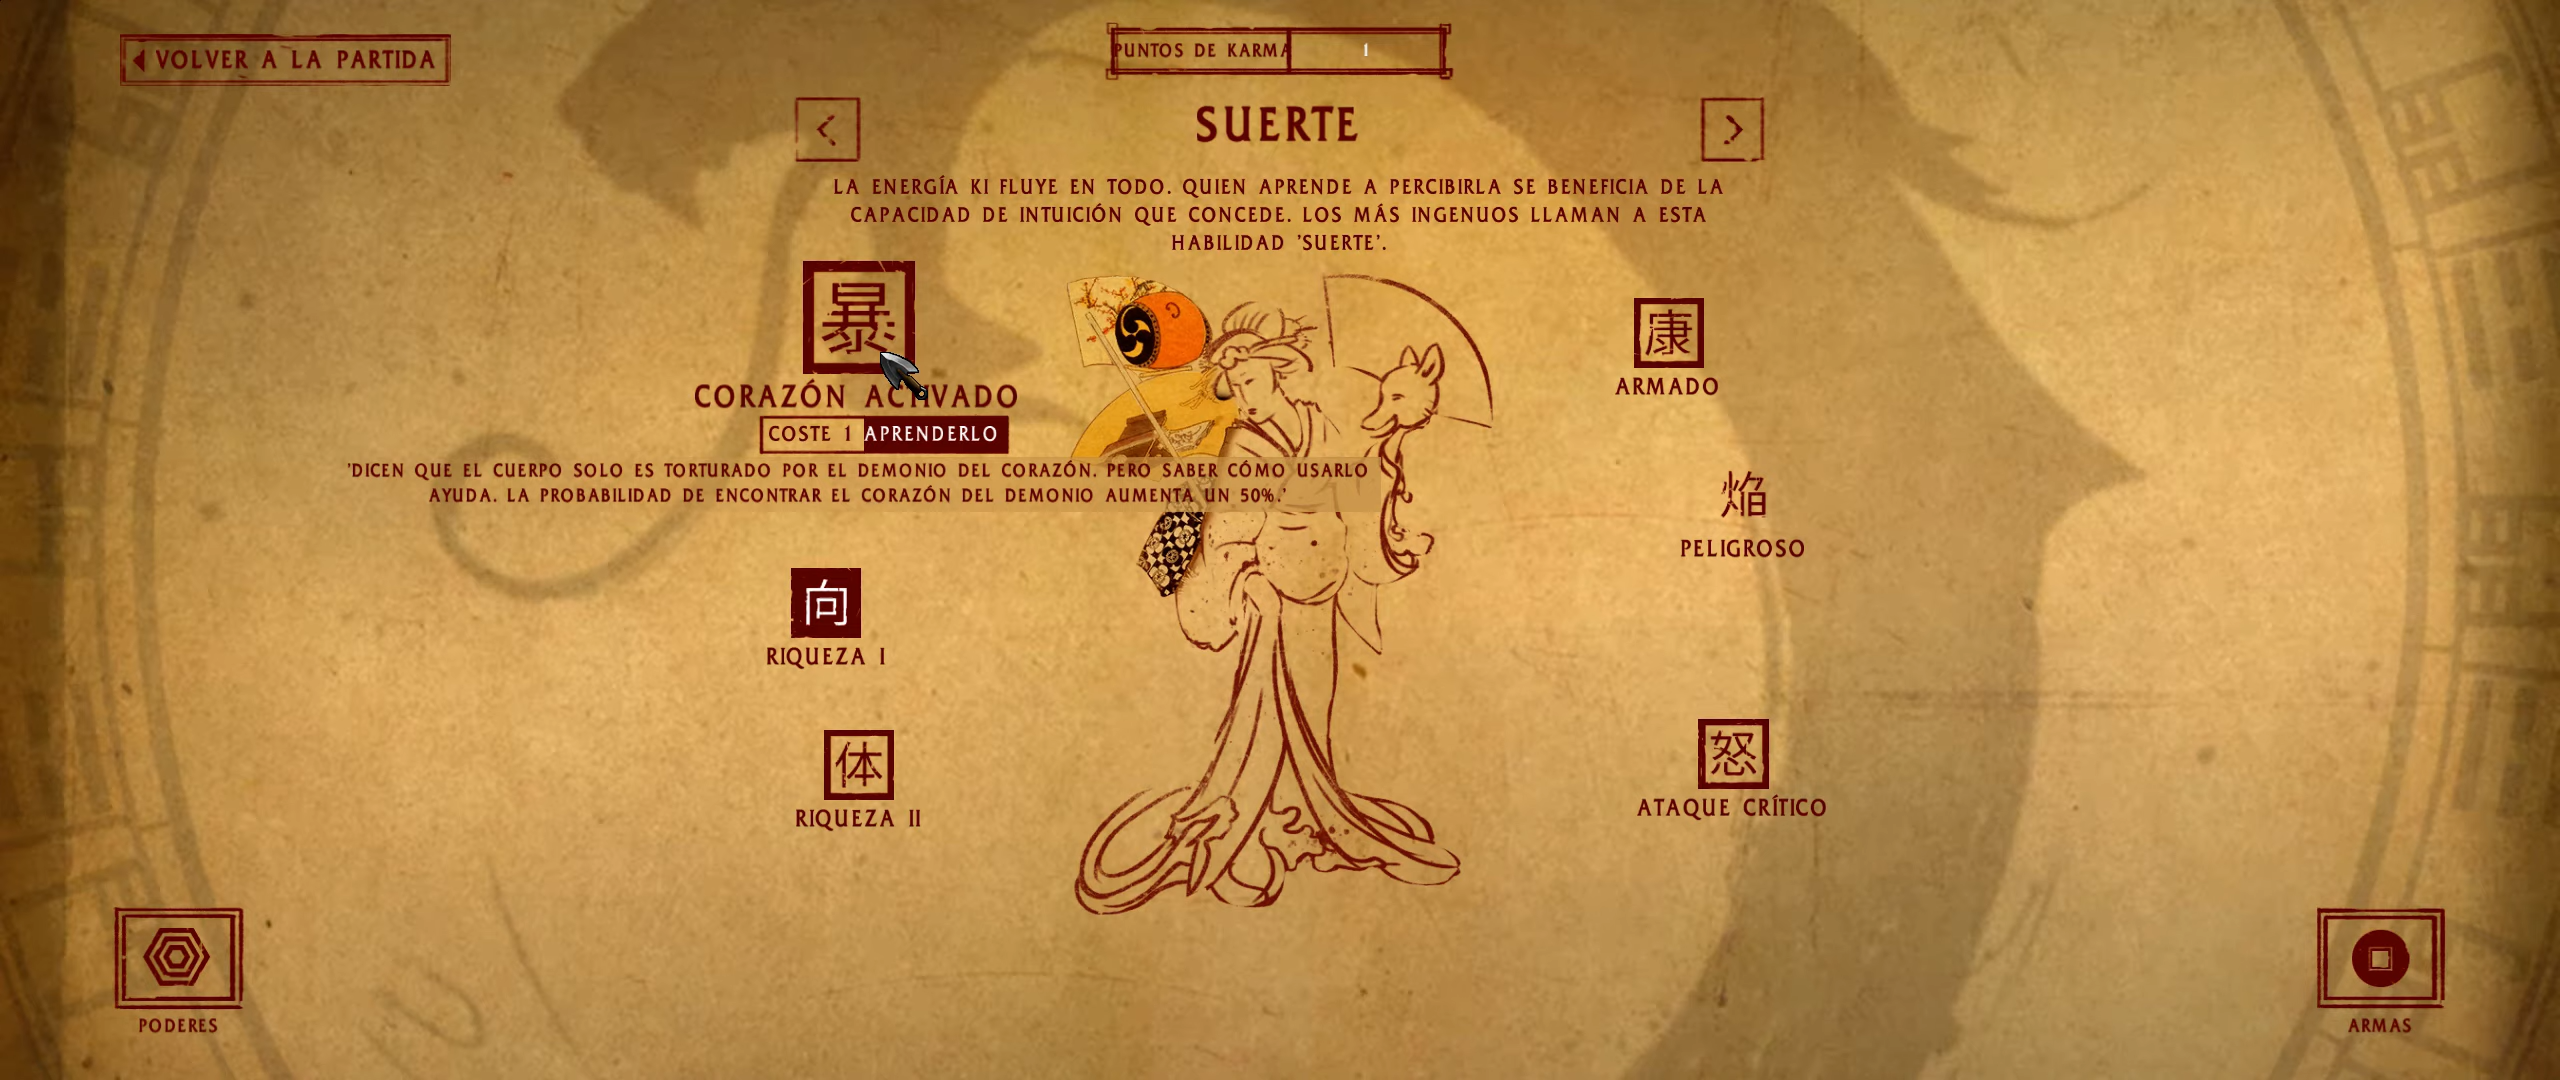 VOLVER A LA PARTIDA
PUNTOS DE KARMA 1
SUERTE
LA ENERGÍA KI FLUYE EN TODO. QUIEN APRENDE A PERCIBIRLA SE BENEFICIA DE LA
CAPACIDAD DE INTUICIÓN QUE CONCEDE. LOS MÁS INGENUOS LLAMAN A ESTA
HABILIDAD 'SUERTE'.
暴
CORAZÓN ACTIVADO
COSTE 1 APRENDERLO
'DICEN QUE EL CUERPO SOLO ES TORTURADO POR EL DEMONIO DEL CORAZÓN. PERO SABER CÓMO USARLO
AYUDA. LA PROBABILIDAD DE ENCONTRAR EL CORAZÓN DEL DEMONIO AUMENTA UN 50%.'
康
ARMADO
焰
PELIGROSO
向
RIQUEZA I
体
RIQUEZA II
怒
ATAQUE CRÍTICO
PODERES
ARMAS